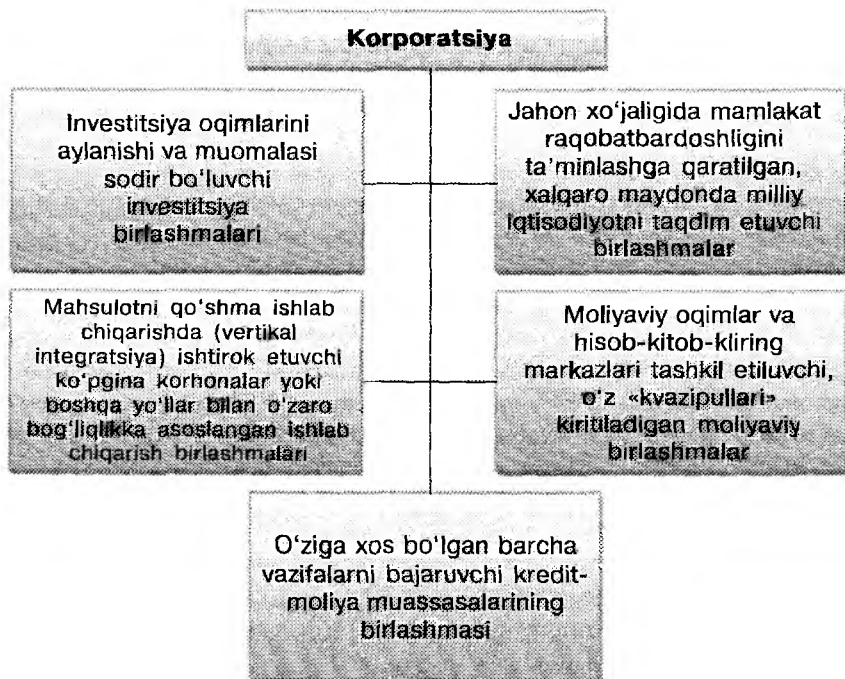 Korporatsiya
Investitsiya oqimlarini
aylanishi va muomalasi
sodir bo‘luvchi
investitsiya
birlashmalari
Jahon xo‘jaligida mamlakat
raqobatbardoshligini
ta’minlashga qaratilgan,
xalqaro maydonda milliy
iqtisodiyotni taqdim etuvchi
birlashmalar
Mahsulotni qo‘shma ishlab
chiqarishda (vertikal
integratsiya) ishtirok etuvchi
ko‘pgina korhonalar yoki
boshqa yo‘llar bilan o‘zaro
bog‘liqlikka asoslangan ishlab
chiqarish birlashmalari
Moliyaviy oqimlar va
hisob-kitob-kliring
markazlari tashkil etiluvchi,
o‘z «kvazipullari»
kiritiladigan moliyaviy
birlashmalar
O‘ziga xos bo‘lgan barcha
vazifalarni bajaruvchi kredit-
moliya muassasalarining
birlashmasi